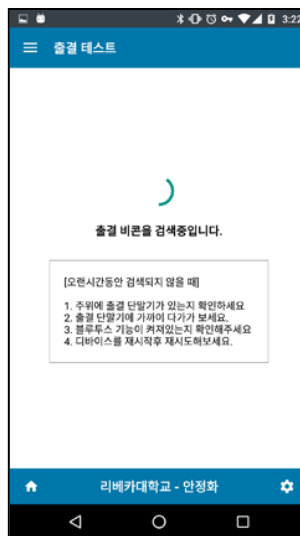 3:22
출결 테스트
출결 비콘을 검색중입니다.
[오랜시간동안 검색되지 않을 때]
1. 주위에 출결 단말기가 있는지 확인하세요
2. 출결 단말기에 가까이 다가가 보세요.
3. 블루투스 기능이 켜져있는지 확인해주세요
4. 디바이스를 재시작후 재시도해보세요.
리베카대학교 - 안정화